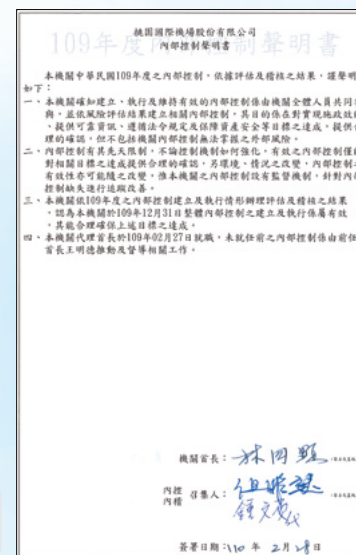 桃園國際機場股份有限公司
內部控制聲明書
109年度內部控制聲明書
本機關中華民國109年度之內部控制,依據評估及稽核之結果,謹聲明
如下:
一、本機關確知建立、執行及維持有效的內部控制係由機關全體人員共同
與,並依風險評估結果建立相關內部控制,其目的係在對實現施政效
、提供可靠資訊、遵循法令規定及保障資產安全等目標之達成,提供
理的確認,但不包括機關內部控制無法掌握之外部風險。
二、內部控制有其先天限制,不論控制機制如何強化,有效之內部控制僅
對相關目標之達成提供合理的確認,另環境、情況之改變,內部控制
有效性亦可能隨之改變,惟本機關之內部控制設有監督機制,針對內
控制缺失進行追蹤改善。
三、本機關依109年度之內部控制建立及執行情形辦理評估及稽核之結果
,認為本機關於109年12月31日整體內部控制之建立及執行係屬有效
,其能合理確保上述目標之達成。
四、本機關代理首長於109年02月27日就職,未就任前之內部控制係由前任
首長王明德推動及督導相關工作。
機關首長:林國顯
內控
內稽 召集人:
簽署日期:110年 2月 日